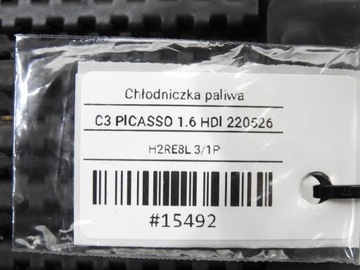 Chłodniczka paliwa
C3 PICASSO 1.6 HDI 220526
H2RE8L 3/1P
#15492